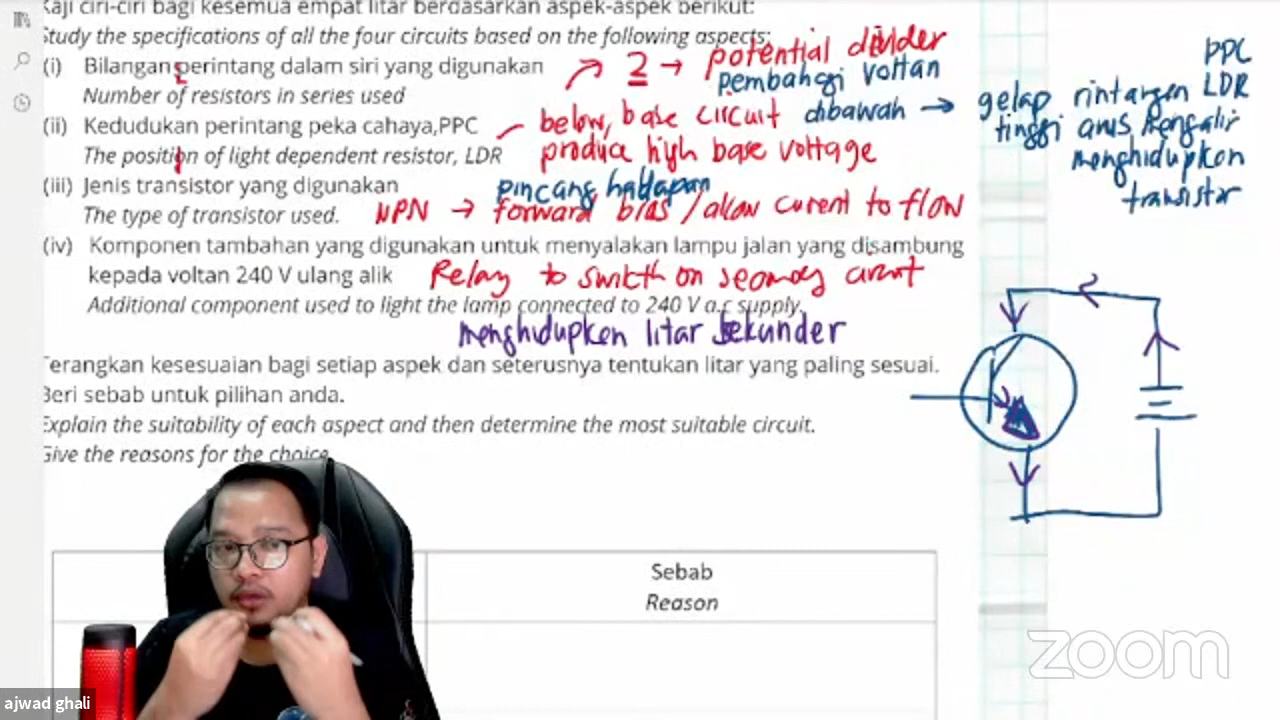 Kaji ciri-ciri bagi kesemua empat litar berdasarkan aspek-aspek berikut:
Study the specifications of all the four circuits based on the following aspects:
(i) Bilangan perintang dalam siri yang digunakan
Number of resistors in series used
2 → potential divider
pembahagi voltan
(ii) Kedudukan perintang peka cahaya,PPC
The position of light dependent resistor, LDR
below, base circuit dibawah →
produce high base voltage
PPC
gelap rintangan LDR
tinggi arus mengalir
menghidupkan
transistor
(iii) Jenis transistor yang digunakan
The type of transistor used.
pincang hadapan
NPN → forward bias / allow current to flow
(iv) Komponen tambahan yang digunakan untuk menyalakan lampu jalan yang disambung
kepada voltan 240 V ulang alik
Relay to switch on secondary circuit
Additional component used to light the lamp connected to 240 V a.c supply.
menghidupkan litar sekunder
Terangkan kesesuaian bagi setiap aspek dan seterusnya tentukan litar yang paling sesuai.
Beri sebab untuk pilihan anda.
Explain the suitability of each aspect and then determine the most suitable circuit.
Give the reasons for the choice
Sebab
Reason
zoom
ajwad ghali